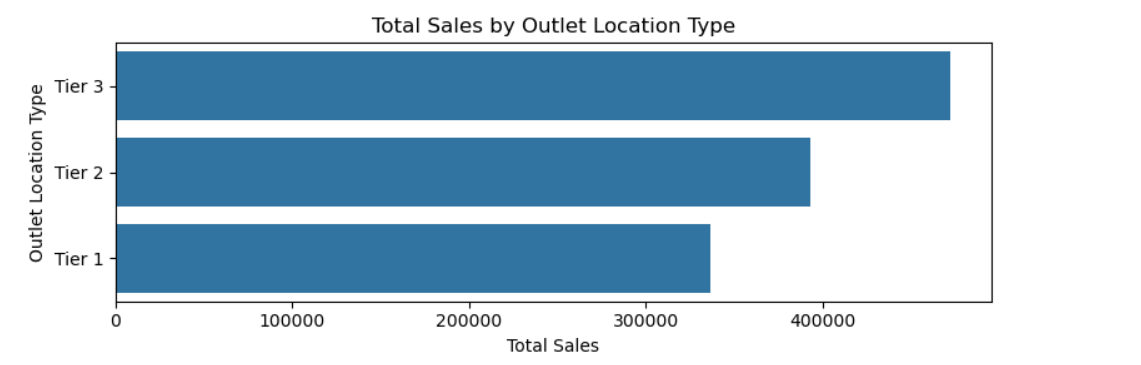 Total Sales by Outlet Location Type
Outlet Location Type
Tier 3
Tier 2
Tier 1
0 100000 200000 300000 400000
Total Sales